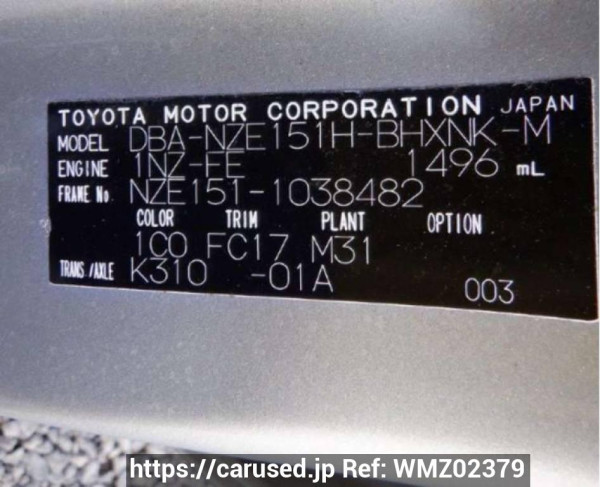 TOYOTA MOTOR CORPORATION JAPAN
MODEL DBA-NZE151H-BHXNK-M
ENGINE 1NZ-FE 1496 mL
FRAME No. NZE151-1038482
COLOR TRIM PLANT OPTION
1C0 FC17 M31
TRANS./AXLE K310 -01A 003
https://carused.jp Ref: WMZ02379